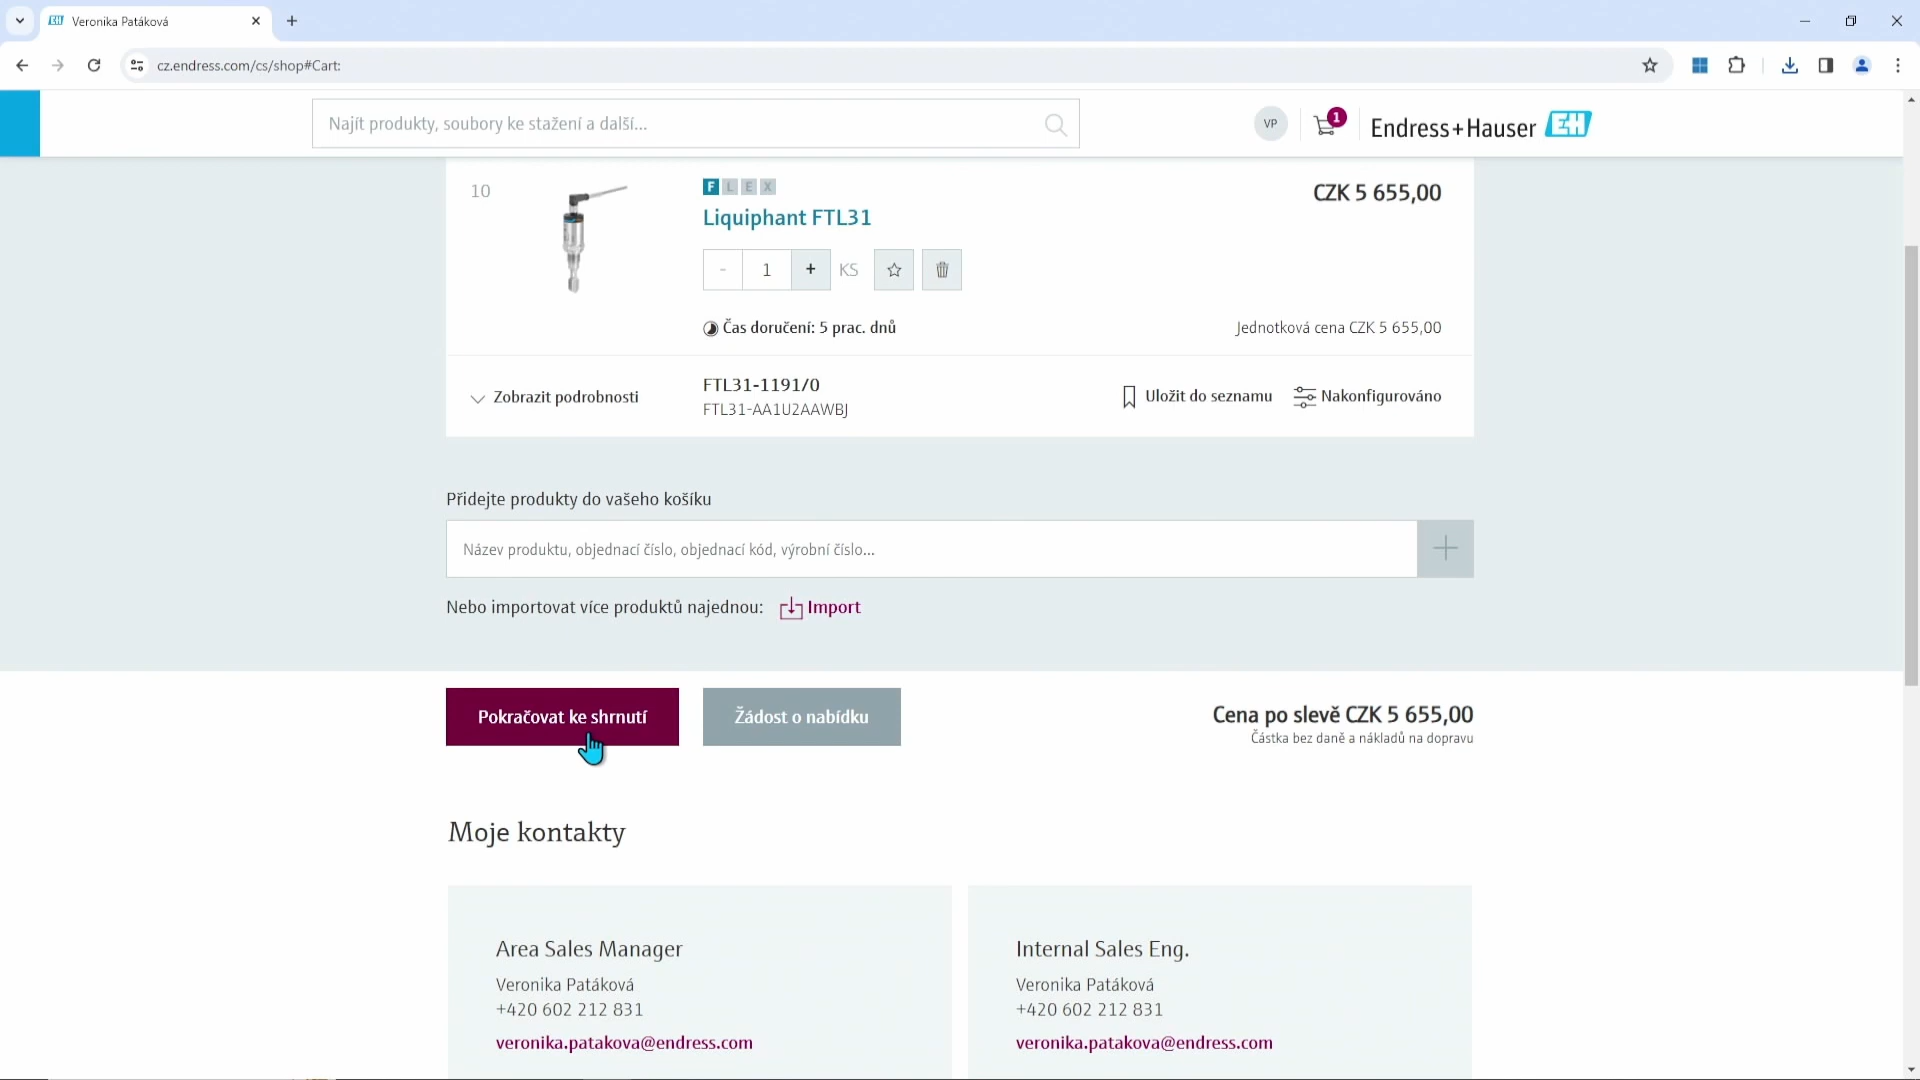 Veronika Patáková
cz.endress.com/cs/shop#Cart:
Najít produkty, soubory ke stažení a další...
VP
1
Endress+Hauser EH
10
F L E X
CZK 5 655,00
Liquiphant FTL31
- 1 + KS
Čas doručení: 5 prac. dnů
Jednotková cena CZK 5 655,00
Zobrazit podrobnosti
FTL31-1191/0
FTL31-AA1U2AAWBJ
Uložit do seznamu
Nakonfigurováno
Přidejte produkty do vašeho košíku
Název produktu, objednací číslo, objednací kód, výrobní číslo...
Nebo importovat více produktů najednou: Import
Pokračovat ke shrnutí
Žádost o nabídku
Cena po slevě CZK 5 655,00
Částka bez daně a nákladů na dopravu
Moje kontakty
Area Sales Manager
Veronika Patáková
+420 602 212 831
veronika.patakova@endress.com
Internal Sales Eng.
Veronika Patáková
+420 602 212 831
veronika.patakova@endress.com